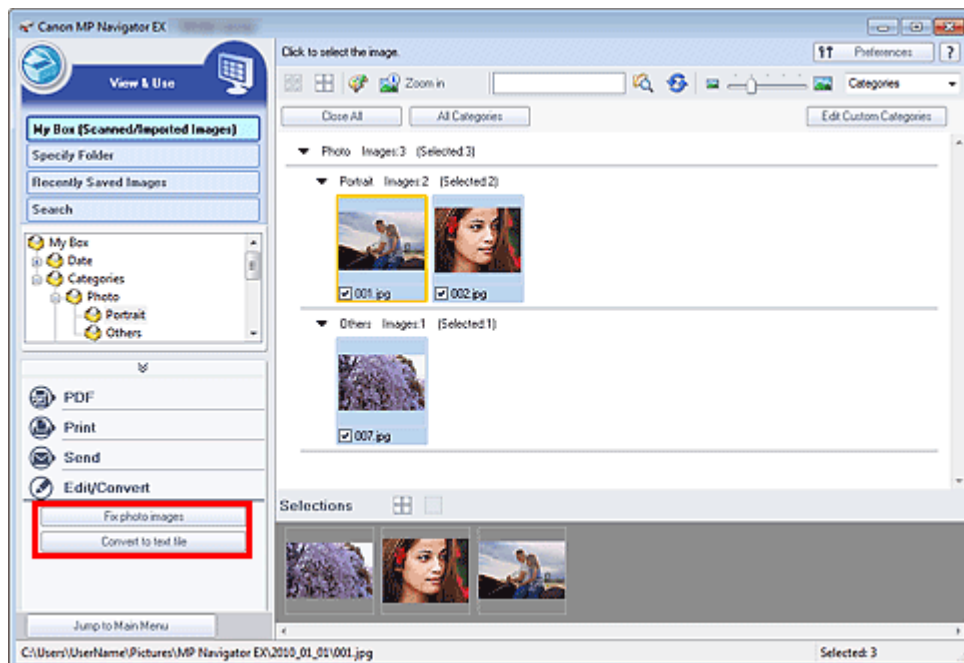 Canon MP Navigator EX
View & Use
My Box (Scanned/Imported Images)
Specify Folder
Recently Saved Images
Search
My Box
Date
Categories
Photo
Portrait
Others
PDF
Print
Send
Edit/Convert
Fix photo images
Convert to text file
Jump to Main Menu
Click to select the image.
Preferences
?
Zoom in
Categories
Close All
All Categories
Edit Custom Categories
Photo Images:3 (Selected:3)
Portrait Images:2 (Selected:2)
001.jpg
002.jpg
Others Images:1 (Selected:1)
007.jpg
Selections
C:\Users\UserName\Pictures\MP Navigator EX\2010_01_01\001.jpg
Selected: 3